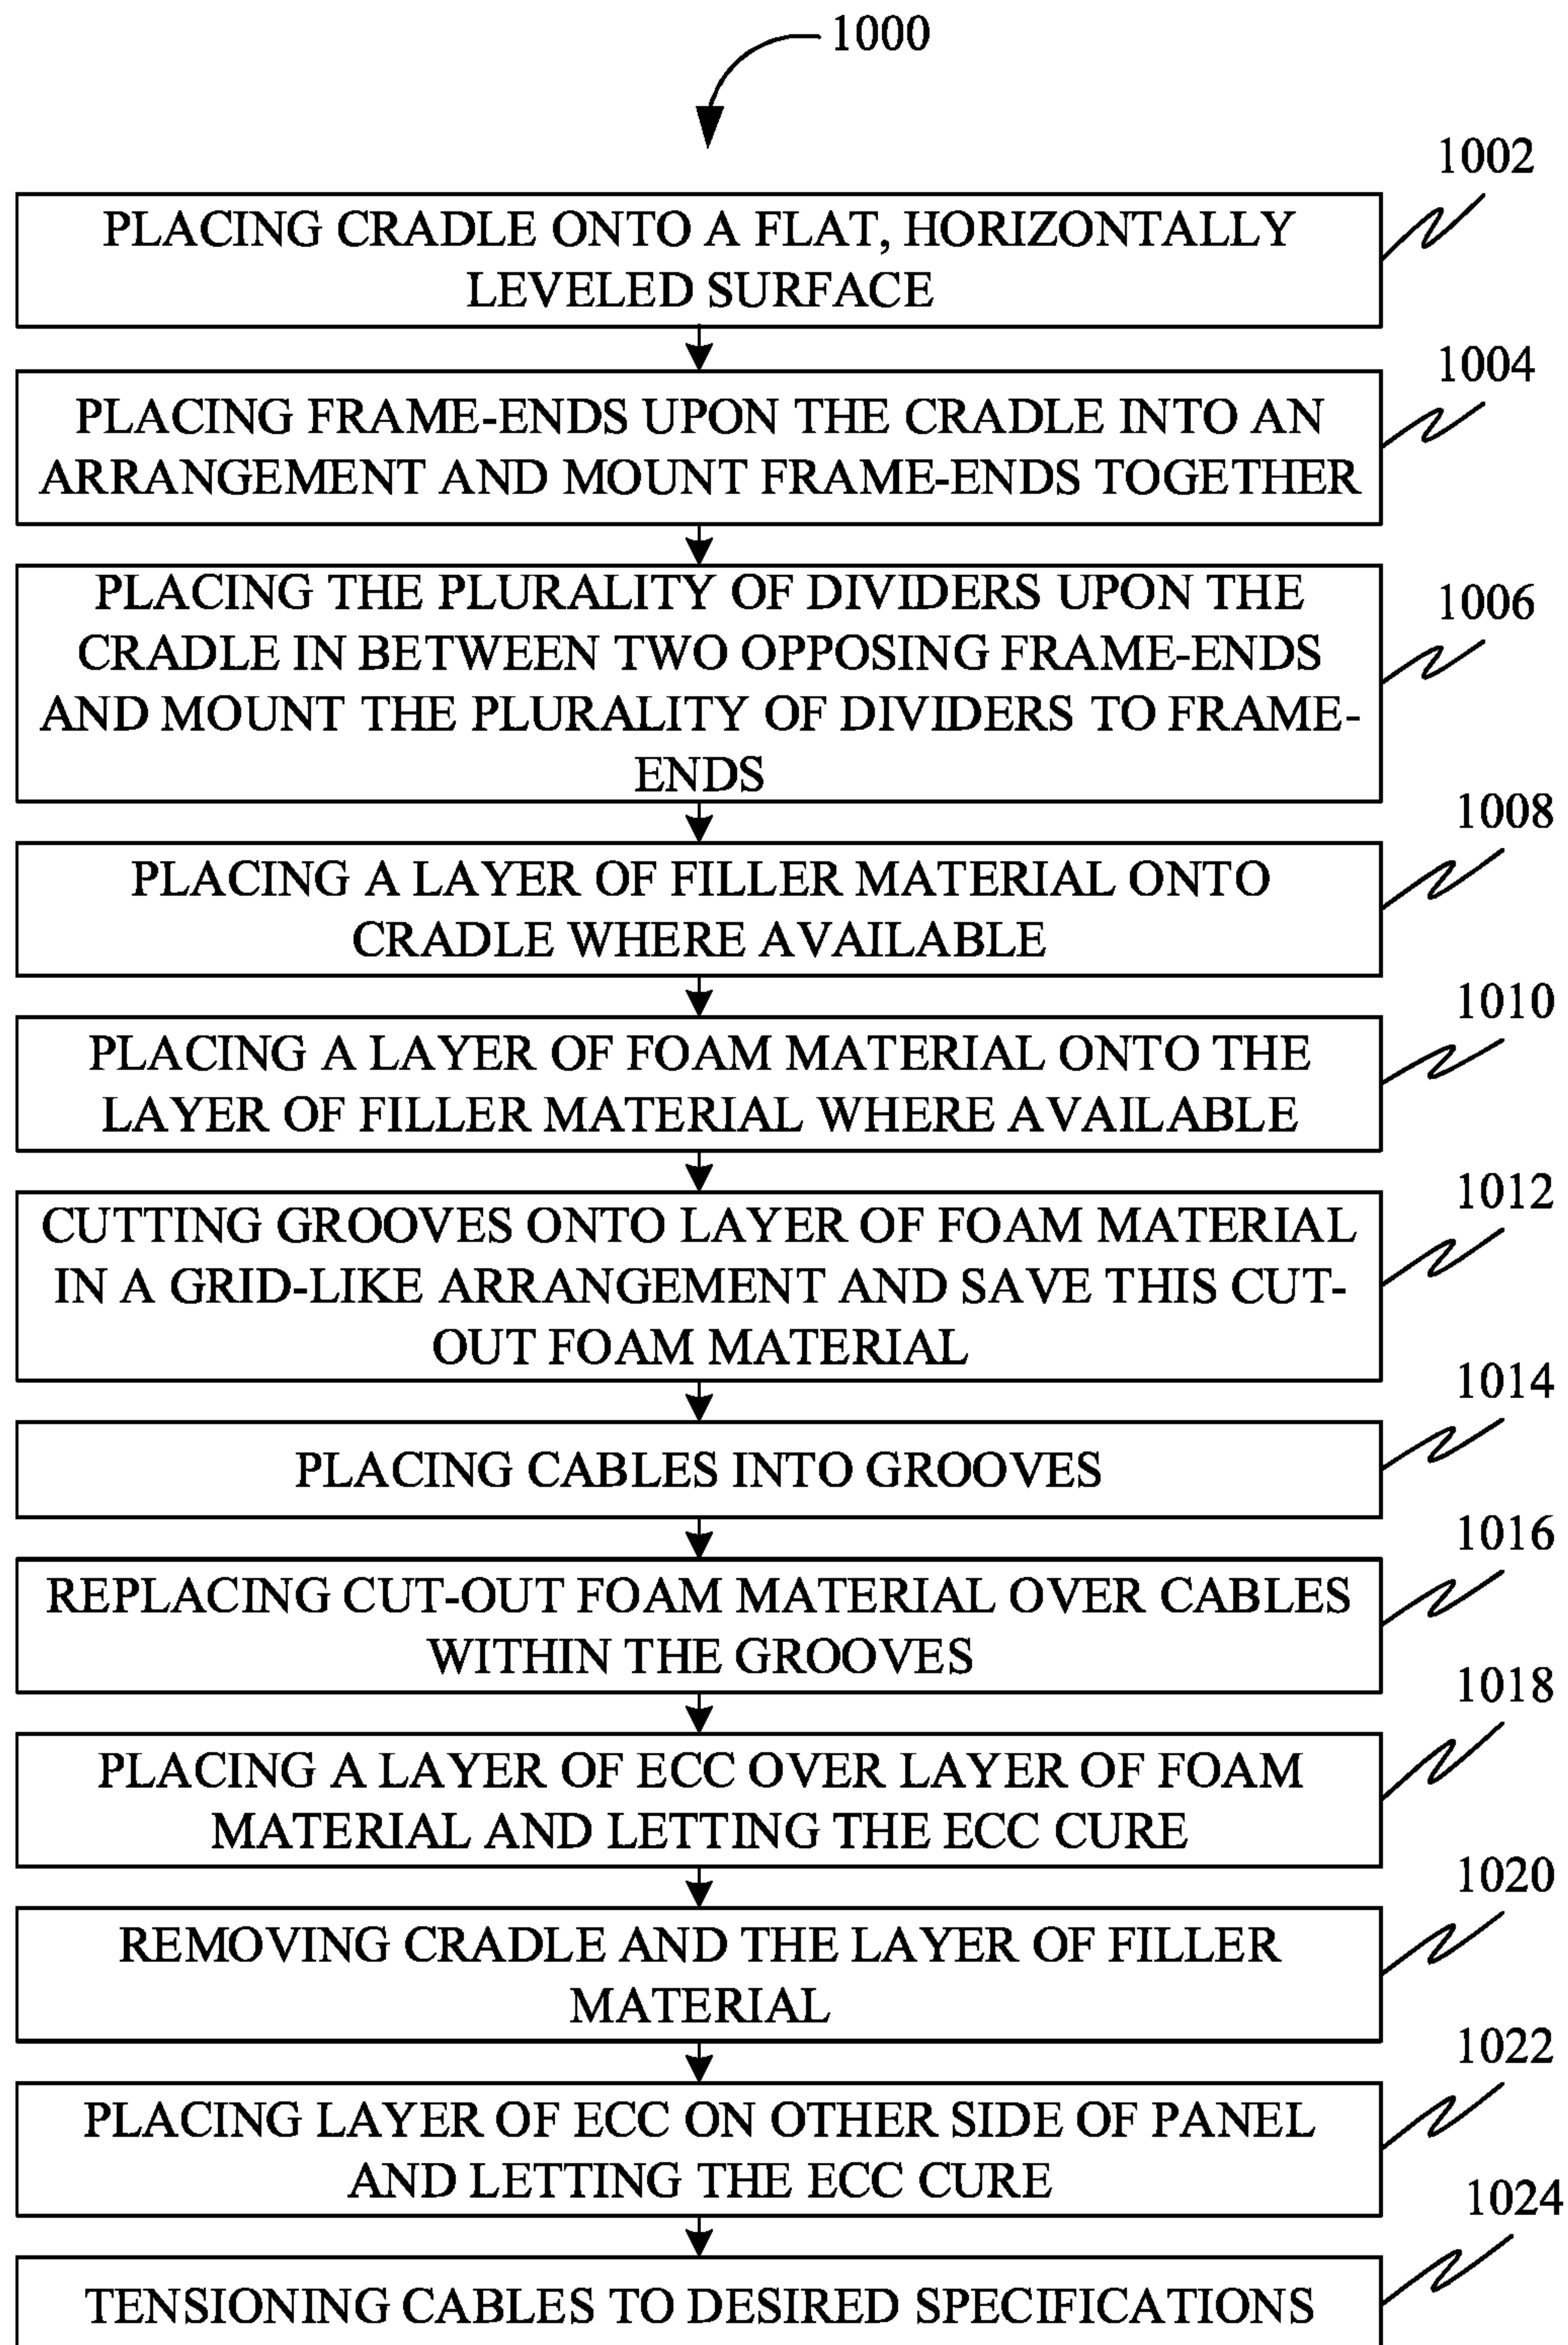 1000
1002
PLACING CRADLE ONTO A FLAT, HORIZONTALLY
LEVELED SURFACE
1004
PLACING FRAME-ENDS UPON THE CRADLE INTO AN
ARRANGEMENT AND MOUNT FRAME-ENDS TOGETHER
1006
PLACING THE PLURALITY OF DIVIDERS UPON THE
CRADLE IN BETWEEN TWO OPPOSING FRAME-ENDS
AND MOUNT THE PLURALITY OF DIVIDERS TO FRAME-
ENDS
1008
PLACING A LAYER OF FILLER MATERIAL ONTO
CRADLE WHERE AVAILABLE
1010
PLACING A LAYER OF FOAM MATERIAL ONTO THE
LAYER OF FILLER MATERIAL WHERE AVAILABLE
1012
CUTTING GROOVES ONTO LAYER OF FOAM MATERIAL
IN A GRID-LIKE ARRANGEMENT AND SAVE THIS CUT-
OUT FOAM MATERIAL
1014
PLACING CABLES INTO GROOVES
1016
REPLACING CUT-OUT FOAM MATERIAL OVER CABLES
WITHIN THE GROOVES
1018
PLACING A LAYER OF ECC OVER LAYER OF FOAM
MATERIAL AND LETTING THE ECC CURE
1020
REMOVING CRADLE AND THE LAYER OF FILLER
MATERIAL
1022
PLACING LAYER OF ECC ON OTHER SIDE OF PANEL
AND LETTING THE ECC CURE
1024
TENSIONING CABLES TO DESIRED SPECIFICATIONS